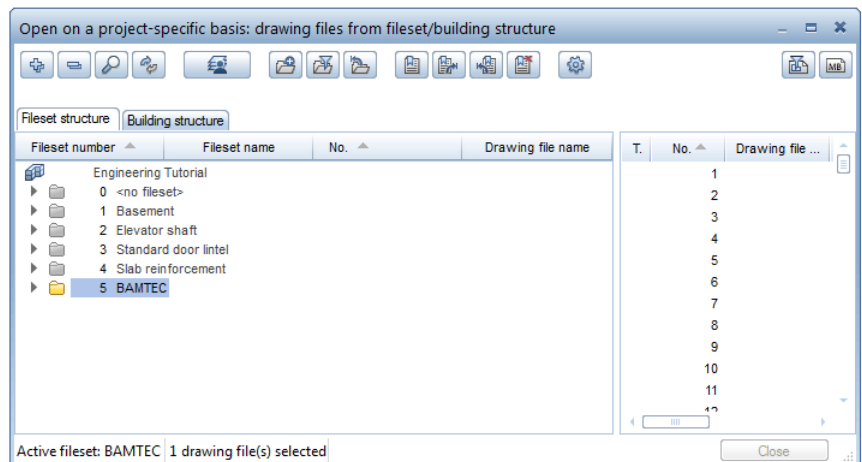 Open on a project-specific basis: drawing files from fileset/building structure
MB
Fileset structure Building structure
Fileset number Fileset name No. Drawing file name T. No. Drawing file ...
Engineering Tutorial
0 <no fileset>
1 Basement
2 Elevator shaft
3 Standard door lintel
4 Slab reinforcement
5 BAMTEC
1
2
3
4
5
6
7
8
9
10
11
12
Active fileset: BAMTEC 1 drawing file(s) selected Close